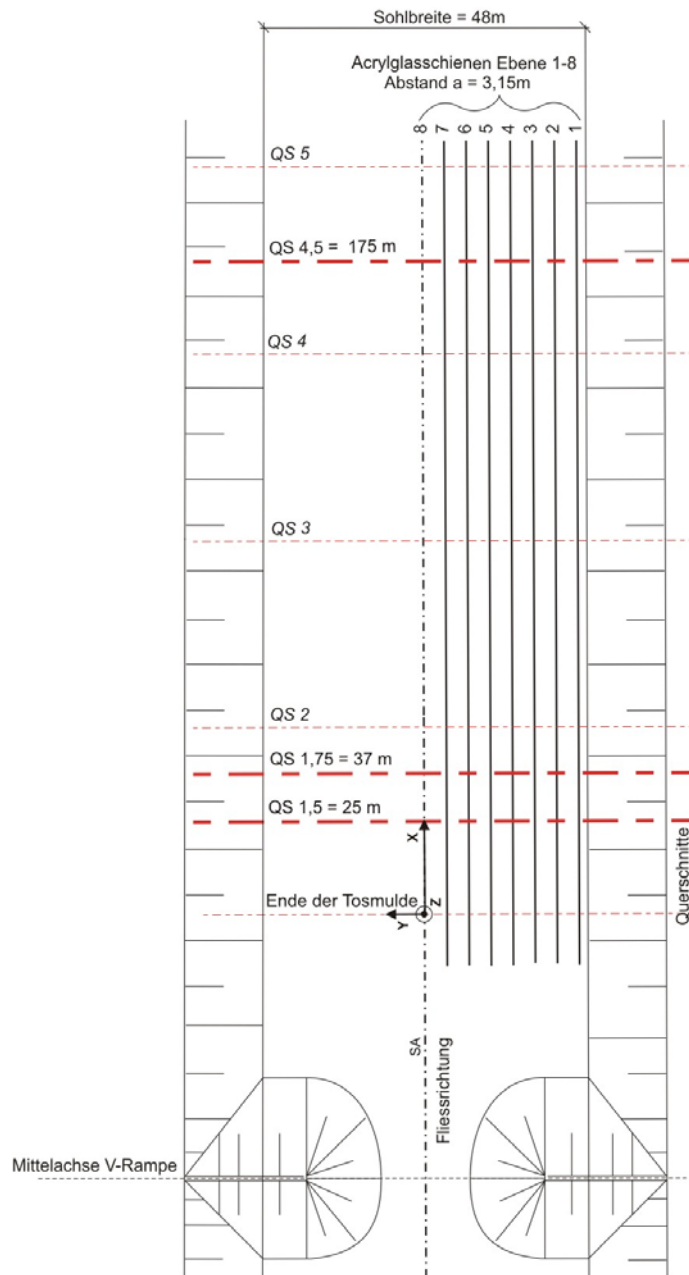 Sohlbreite = 48m
Acrylglasschienen Ebene 1-8
Abstand a = 3,15m
8 7 6 5 4 3 2 1
QS 5
QS 4,5 = 175 m
QS 4
QS 3
QS 2
QS 1,75 = 37 m
QS 1,5 = 25 m
X
Querschnitte
Ende der Tosmulde
Z
Y
SA
Fliessrichtung
Mittelachse V-Rampe